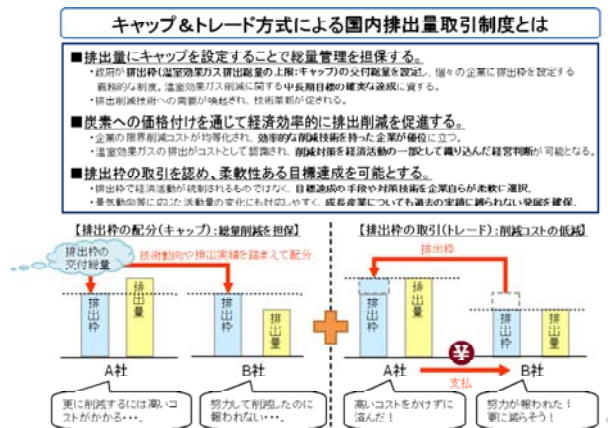 キャップ＆トレード方式による国内排出量取引制度とは
■排出量にキャップを設定することで総量管理を担保する。
・政府が排出枠(温室効果ガス排出総量の上限:キャップ)の交付総量を設定し、個々の企業に排出枠を設定する
義務的な制度。温室効果ガス削減に関する中長期目標の確実な達成に資する。
・排出削減技術への需要が喚起され、技術革新が促される。
■炭素への価格付けを通じて経済効率的に排出削減を促進する。
・企業の限界削減コストが均等化され、効率的な削減技術を持った企業が優位に立つ。
・温室効果ガスの排出がコストとして認識され、削減対策を経済活動の一部として織り込んだ経営判断が可能となる。
■排出枠の取引を認め、柔軟性ある目標達成を可能とする。
・排出枠で経済活動が統制されるものではなく、目標達成の手段や対策技術を企業自らが柔軟に選択。
・景気動向等に応じた活動量の変化にも対応しやすく、成長産業についても過去の実績に縛られない発展を確保。
【排出枠の配分(キャップ):総量削減を担保】
排出枠の
交付総量
技術動向や排出実績を踏まえて配分
排出枠
排出量
排出枠
排出量
A社
B社
更に削減するには高いコ
ストがかかる・・・。
努力して削減したのに
報われない・・・。
【排出枠の取引(トレード):削減コストの低減】
排出枠
排出枠
排出量
排出枠
排出量
A社
¥
支払
B社
高いコストをかけずに
済んだ！
努力が報われた！
更に減らそう！